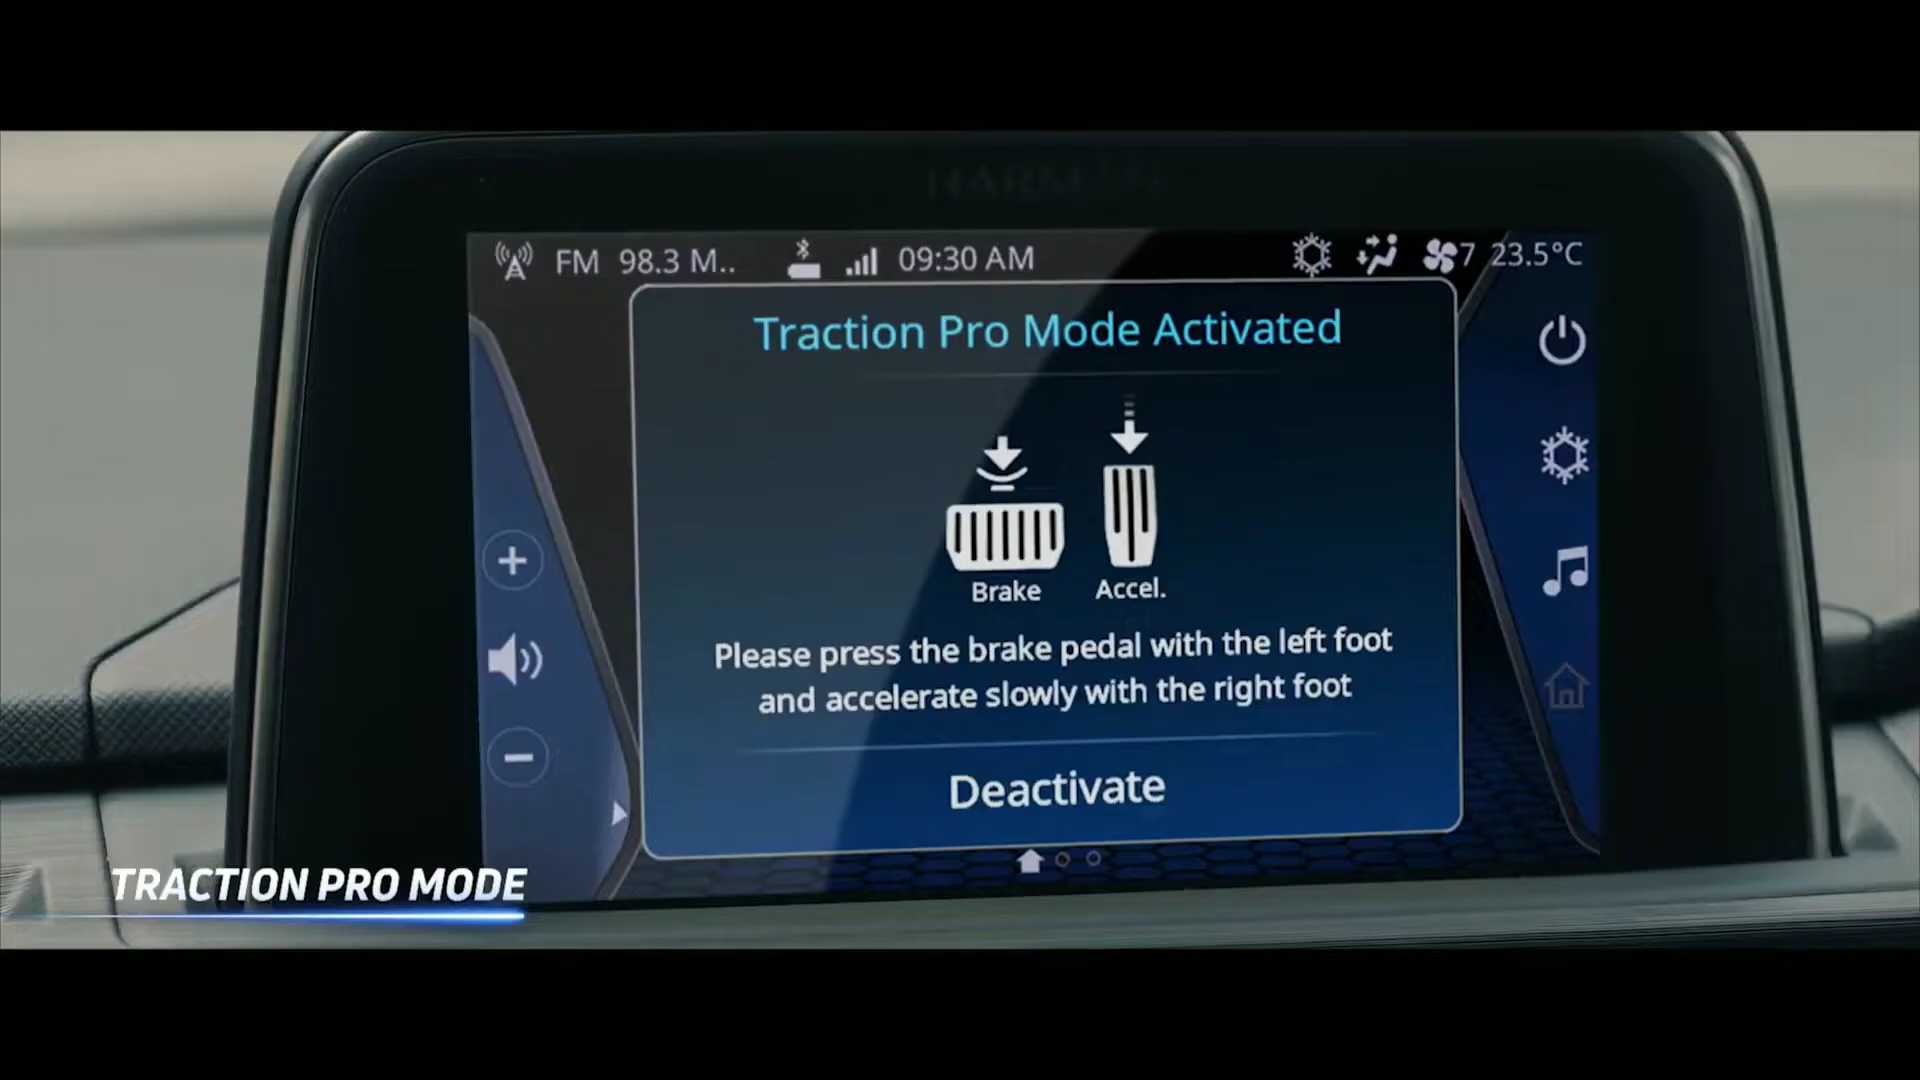 HARMAN
FM 98.3 M.. 09:30 AM 7 23.5°C
Traction Pro Mode Activated
Brake Accel.
Please press the brake pedal with the left foot
and accelerate slowly with the right foot
Deactivate
TRACTION PRO MODE